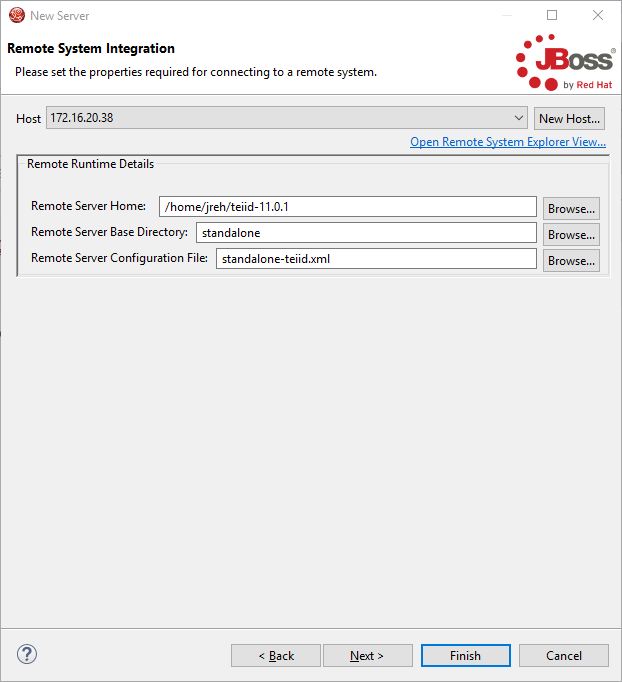 New Server
Remote System Integration
Please set the properties required for connecting to a remote system.
JBoss®
by Red Hat
Host 172.16.20.38 New Host...
Open Remote System Explorer View...
Remote Runtime Details
Remote Server Home: /home/jreh/teiid-11.0.1 Browse...
Remote Server Base Directory: standalone Browse...
Remote Server Configuration File: standalone-teiid.xml Browse...
? < Back Next > Finish Cancel